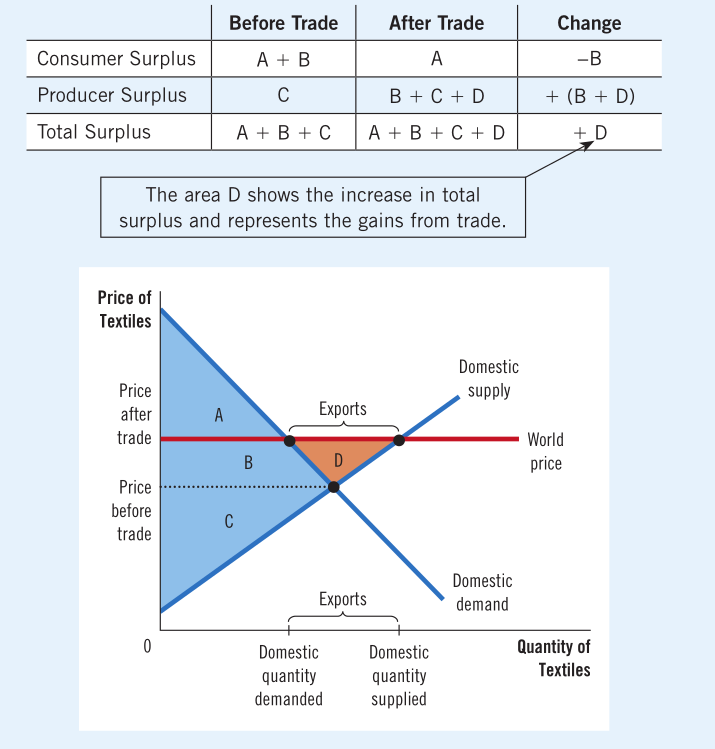 Before Trade After Trade Change
Consumer Surplus A + B A –B
Producer Surplus C B + C + D + (B + D)
Total Surplus A + B + C A + B + C + D + D
The area D shows the increase in total
surplus and represents the gains from trade.
Price of
Textiles
Domestic
supply
Price
after
trade
A
Exports
World
price
B
D
Price
before
trade
C
Domestic
demand
Exports
0
Domestic
quantity
demanded
Domestic
quantity
supplied
Quantity of
Textiles